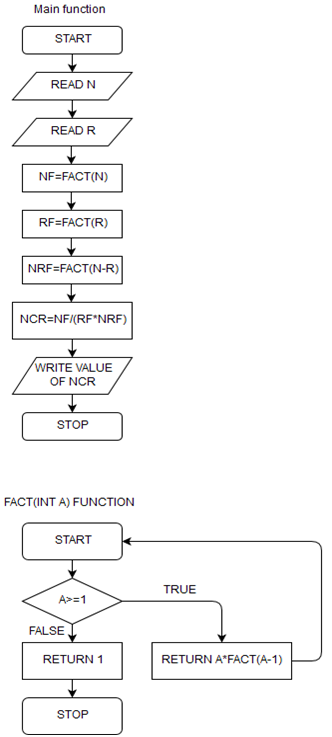 Main function
START
READ N
READ R
NF=FACT(N)
RF=FACT(R)
NRF=FACT(N-R)
NCR=NF/(RF*NRF)
WRITE VALUE
OF NCR
STOP
FACT(INT A) FUNCTION
START
A>=1
TRUE
FALSE
RETURN 1
RETURN A*FACT(A-1)
STOP